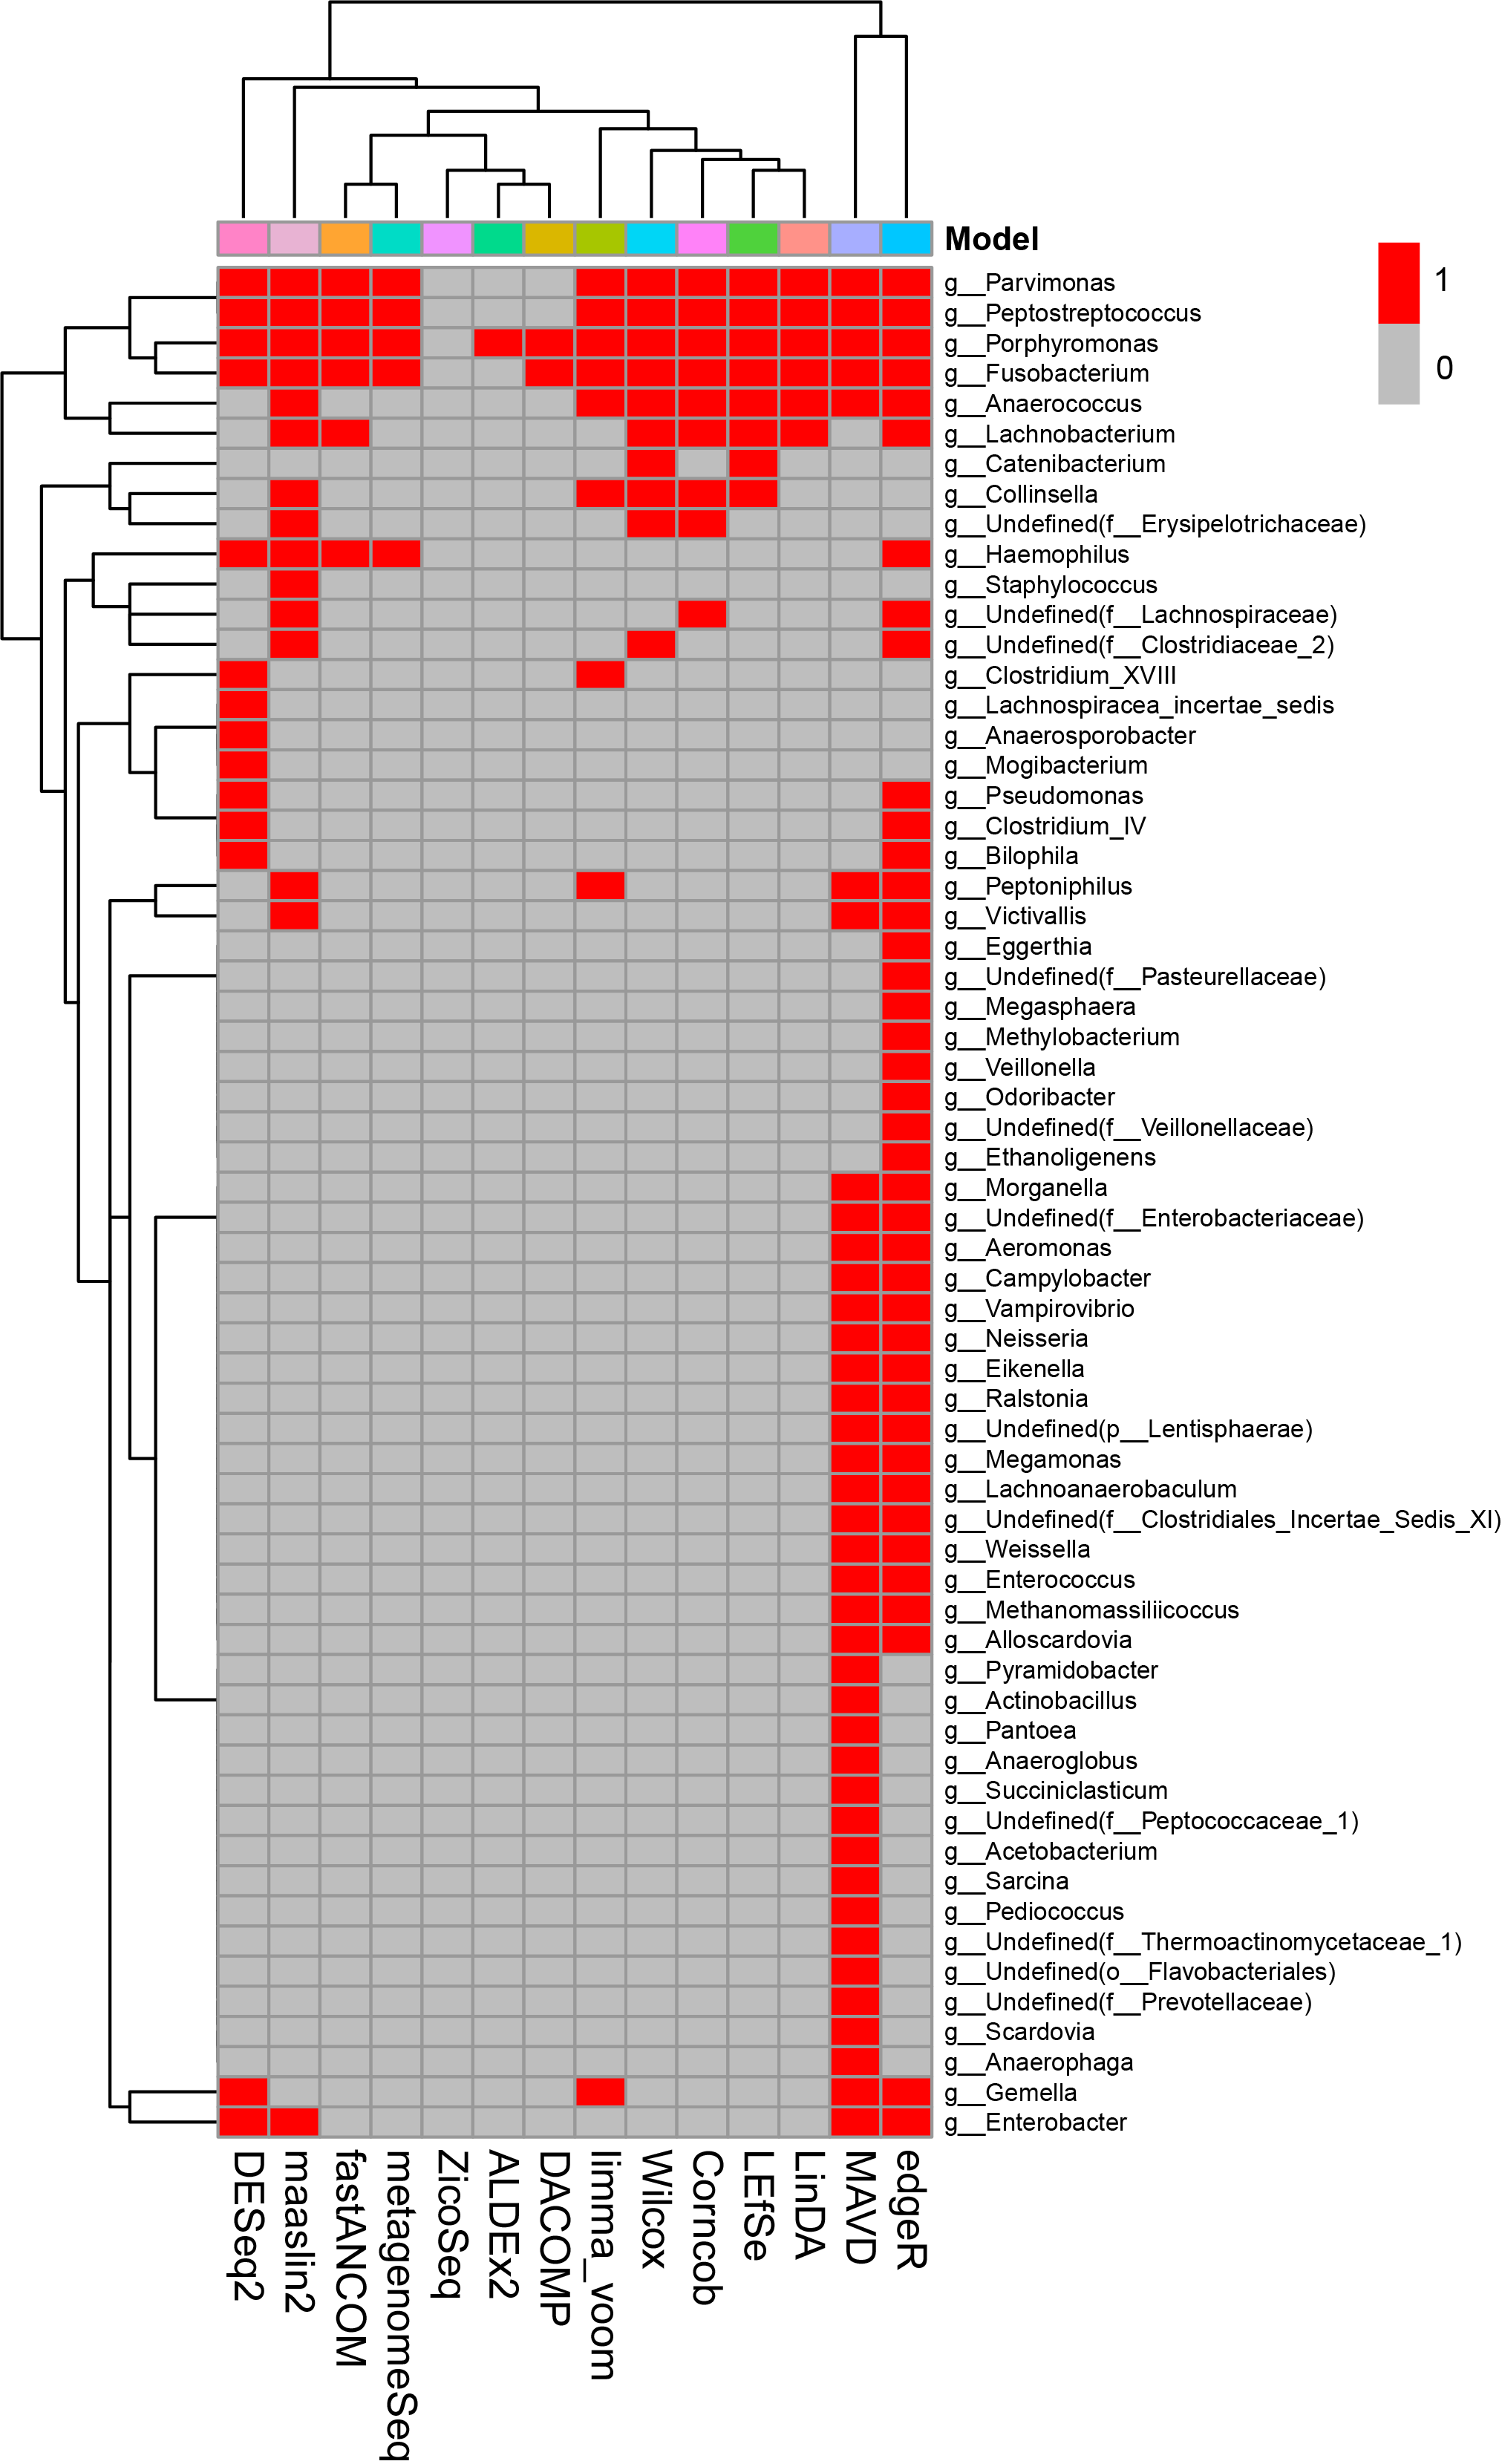 Model
1
0
g__Parvimonas
g__Peptostreptococcus
g__Porphyromonas
g__Fusobacterium
g__Anaerococcus
g__Lachnobacterium
g__Catenibacterium
g__Collinsella
g__Undefined(f__Erysipelotrichaceae)
g__Haemophilus
g__Staphylococcus
g__Undefined(f__Lachnospiraceae)
g__Undefined(f__Clostridiaceae_2)
g__Clostridium_XVIII
g__Lachnospiracea_incertae_sedis
g__Anaerosporobacter
g__Mogibacterium
g__Pseudomonas
g__Clostridium_IV
g__Bilophila
g__Peptoniphilus
g__Victivallis
g__Eggerthia
g__Undefined(f__Pasteurellaceae)
g__Megasphaera
g__Methylobacterium
g__Veillonella
g__Odoribacter
g__Undefined(f__Veillonellaceae)
g__Ethanoligenens
g__Morganella
g__Undefined(f__Enterobacteriaceae)
g__Aeromonas
g__Campylobacter
g__Vampirovibrio
g__Neisseria
g__Eikenella
g__Ralstonia
g__Undefined(p__Lentisphaerae)
g__Megamonas
g__Lachnoanaerobaculum
g__Undefined(f__Clostridiales_Incertae_Sedis_XI)
g__Weissella
g__Enterococcus
g__Methanomassiliicoccus
g__Alloscardovia
g__Pyramidobacter
g__Actinobacillus
g__Pantoea
g__Anaeroglobus
g__Succiniclasticum
g__Undefined(f__Peptococcaceae_1)
g__Acetobacterium
g__Sarcina
g__Pediococcus
g__Undefined(f__Thermoactinomycetaceae_1)
g__Undefined(o__Flavobacteriales)
g__Undefined(f__Prevotellaceae)
g__Scardovia
g__Anaerophaga
g__Gemella
g__Enterobacter
DESeq2
maaslin2
fastANCOM
metagenomeSeq
ZicoSeq
ALDEx2
DACOMP
limma_voom
Wilcox
Corncob
LEfSe
LinDA
MAVD
edgeR